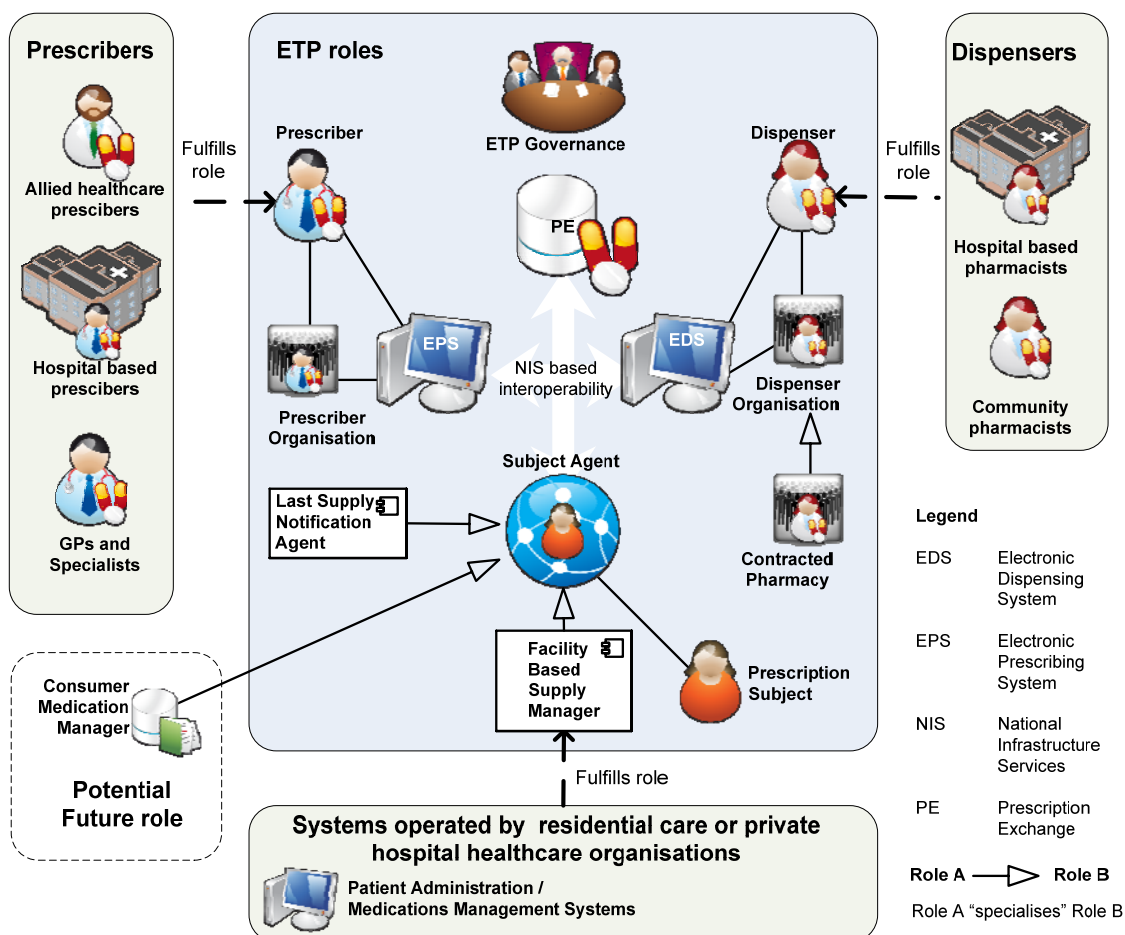 Prescribers
Allied healthcare
prescibers
Hospital based
prescibers
GPs and
Specialists
Fulfills
role
ETP roles
ETP Governance
Prescriber
Dispenser
PE
EPS
EDS
NIS based
interoperability
Prescriber
Organisation
Dispenser
Organisation
Subject Agent
Last Supply
Notification
Agent
Contracted
Pharmacy
Facility
Based
Supply
Manager
Prescription
Subject
Fulfills
role
Dispensers
Hospital based
pharmacists
Community
pharmacists
Consumer
Medication
Manager
Potential
Future role
Fulfills role
Systems operated by residential care or private
hospital healthcare organisations
Patient Administration /
Medications Management Systems
Legend
EDS Electronic
Dispensing
System
EPS Electronic
Prescribing
System
NIS National
Infrastructure
Services
PE Prescription
Exchange
Role A Role B
Role A “specialises” Role B